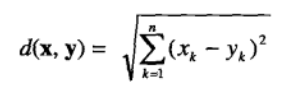 d(x, y) = √(∑_{k=1}^{n} (x_k − y_k)²)